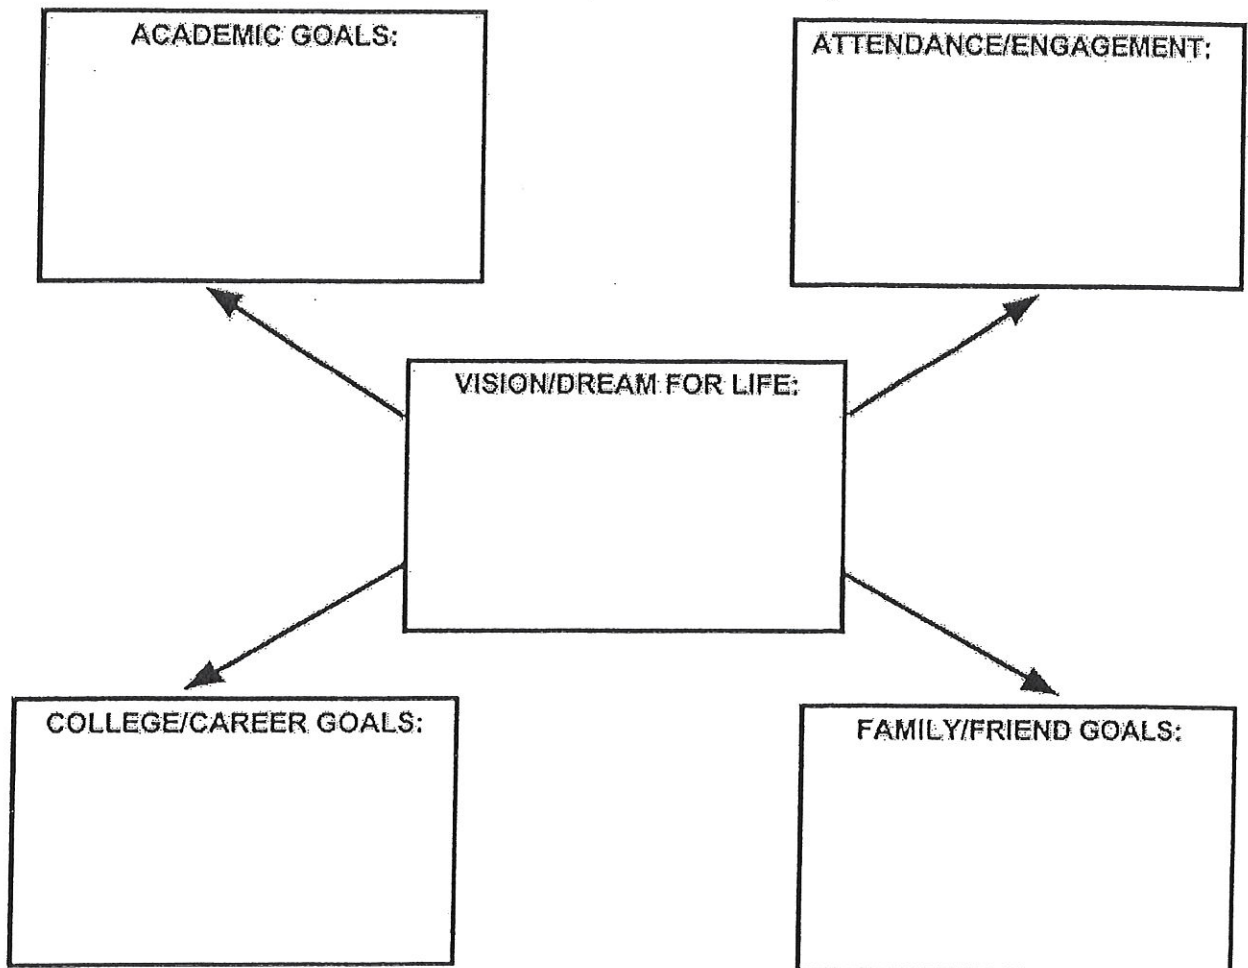 ACADEMIC GOALS:
ATTENDANCE/ENGAGEMENT:
VISION/DREAM FOR LIFE:
COLLEGE/CAREER GOALS:
FAMILY/FRIEND GOALS: